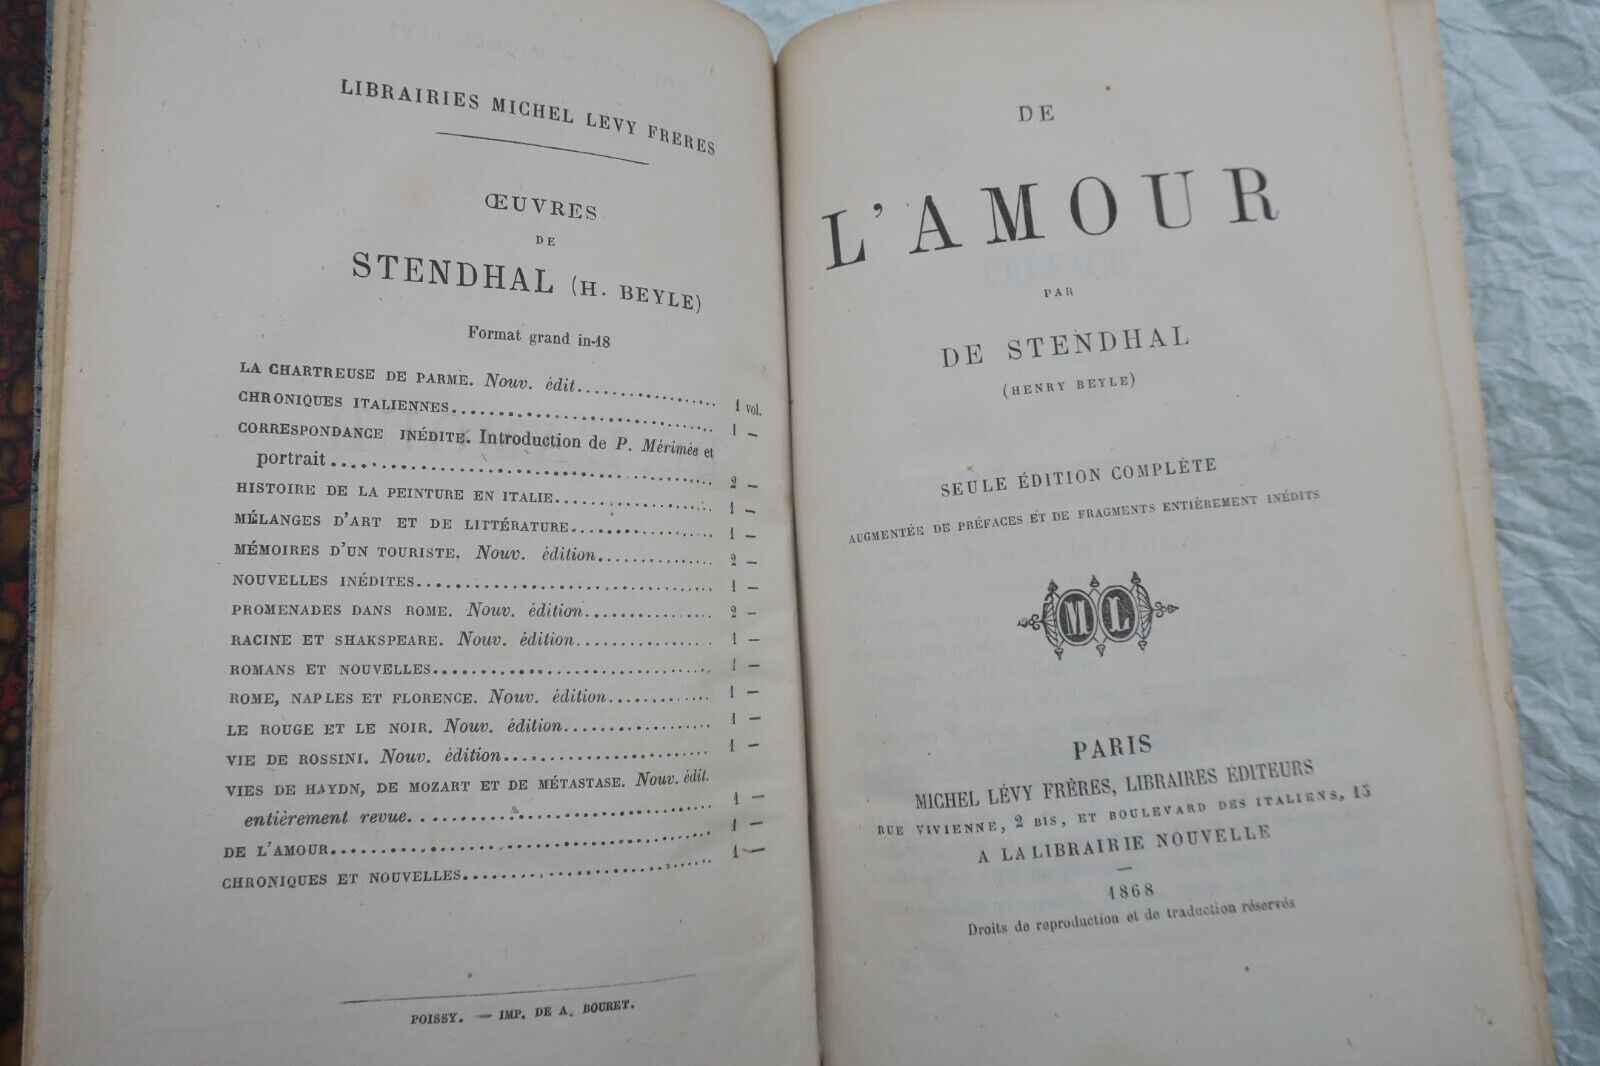 LIBRAIRIES MICHEL LEVY FRERES
ŒUVRES
DE
STENDHAL (H. BEYLE)
Format grand in-18
LA CHARTREUSE DE PARME. Nouv. édit. 1 vol.
CHRONIQUES ITALIENNES. 1 —
CORRESPONDANCE INÉDITE. Introduction de P. Mérimée et
portrait. 2 —
HISTOIRE DE LA PEINTURE EN ITALIE. 1 —
MÉLANGES D'ART ET DE LITTÉRATURE. 1 —
MÉMOIRES D'UN TOURISTE. Nouv. édition. 2 —
NOUVELLES INÉDITES. 1 —
PROMENADES DANS ROME. Nouv. édition. 2 —
RACINE ET SHAKSPEARE. Nouv. édition. 1 —
ROMANS ET NOUVELLES. 1 —
ROME, NAPLES ET FLORENCE. Nouv. édition. 1 —
LE ROUGE ET LE NOIR. Nouv. édition. 1 —
VIE DE ROSSINI. Nouv. édition. 1 —
VIES DE HAYDN, DE MOZART ET DE MÉTASTASE. Nouv. édit.
entièrement revue. 1 —
DE L'AMOUR. 1 —
CHRONIQUES ET NOUVELLES. 1 —
POISSY. — IMP. DE A. BOURET.
DE
L'AMOUR
PAR
DE STENDHAL
(HENRY BEYLE)
SEULE ÉDITION COMPLÈTE
AUGMENTÉE DE PRÉFACES ET DE FRAGMENTS ENTIÈREMENT INÉDITS
ML
PARIS
MICHEL LÉVY FRÈRES, LIBRAIRES ÉDITEURS
RUE VIVIENNE, 2 BIS, ET BOULEVARD DES ITALIENS, 15
A LA LIBRAIRIE NOUVELLE
—
1868
Droits de reproduction et de traduction réservés